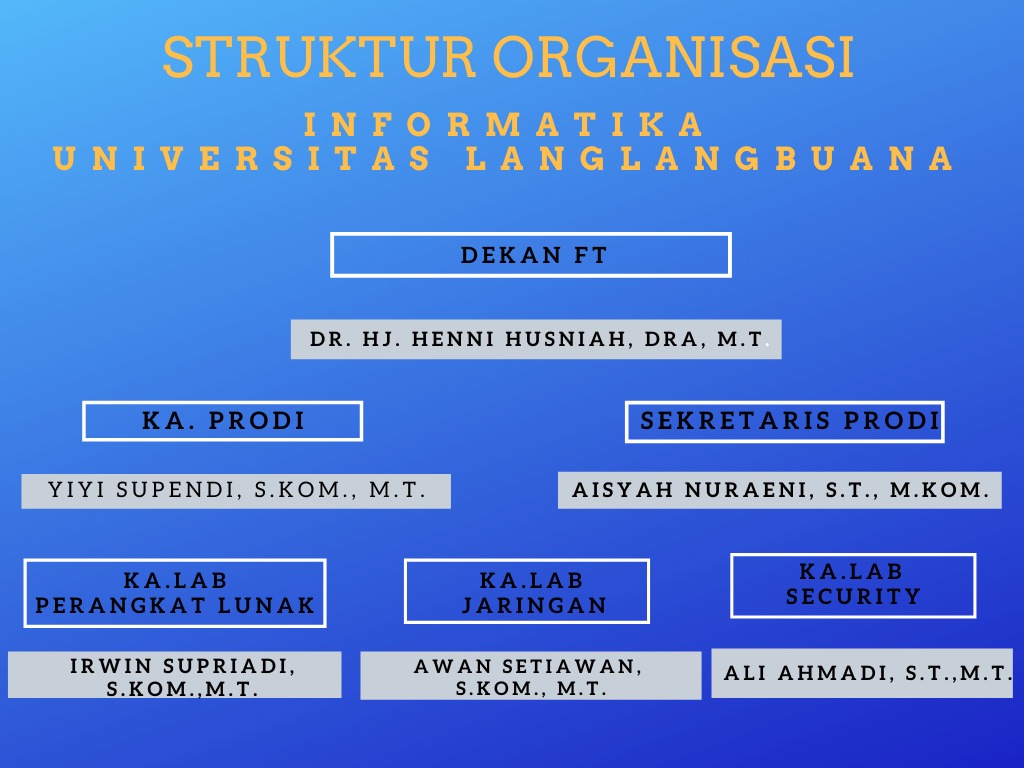 STRUKTUR ORGANISASI
INFORMATIKA
UNIVERSITAS LANGLANGBUANA
DEKAN FT
DR. HJ. HENNI HUSNIAH, DRA, M.T.
KA. PRODI
SEKRETARIS PRODI
YIYI SUPENDI, S.KOM., M.T.
AISYAH NURAENI, S.T., M.KOM.
KA.LAB
PERANGKAT LUNAK
KA.LAB
JARINGAN
KA.LAB
SECURITY
IRWIN SUPRIADI,
S.KOM.,M.T.
AWAN SETIAWAN,
S.KOM., M.T.
ALI AHMADI, S.T.,M.T.